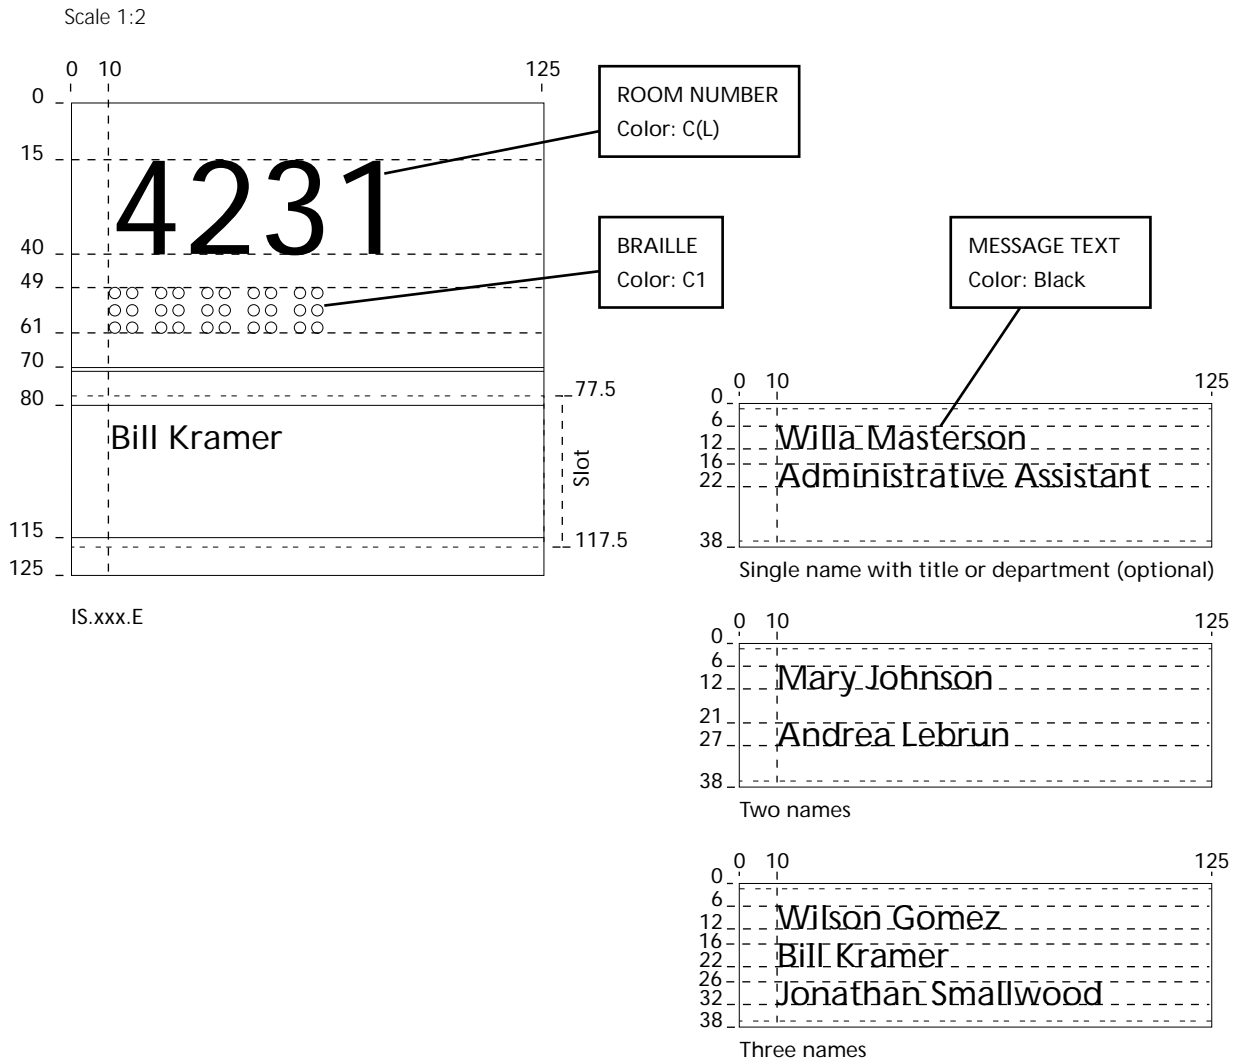 Scale 1:2
0 10 125
0
15
40
49
61
70
80
115
125
4231
Bill Kramer
77.5
Slot
117.5
IS.xxx.E
ROOM NUMBER
Color: C(L)
BRAILLE
Color: C1
MESSAGE TEXT
Color: Black
0 10 125
0
6
12
16
22
38
Willa Masterson
Administrative Assistant
Single name with title or department (optional)
0 10 125
0
6
12
21
27
38
Mary Johnson
Andrea Lebrun
Two names
0 10 125
0
6
12
16
22
26
32
38
Wilson Gomez
Bill Kramer
Jonathan Smallwood
Three names